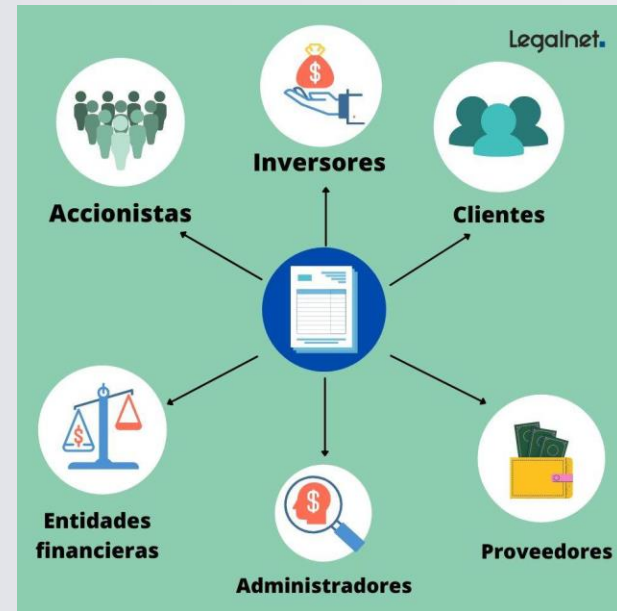 Legalnet.
Inversores
Accionistas
Clientes
Entidades
financieras
Administradores
Proveedores
$
$
$